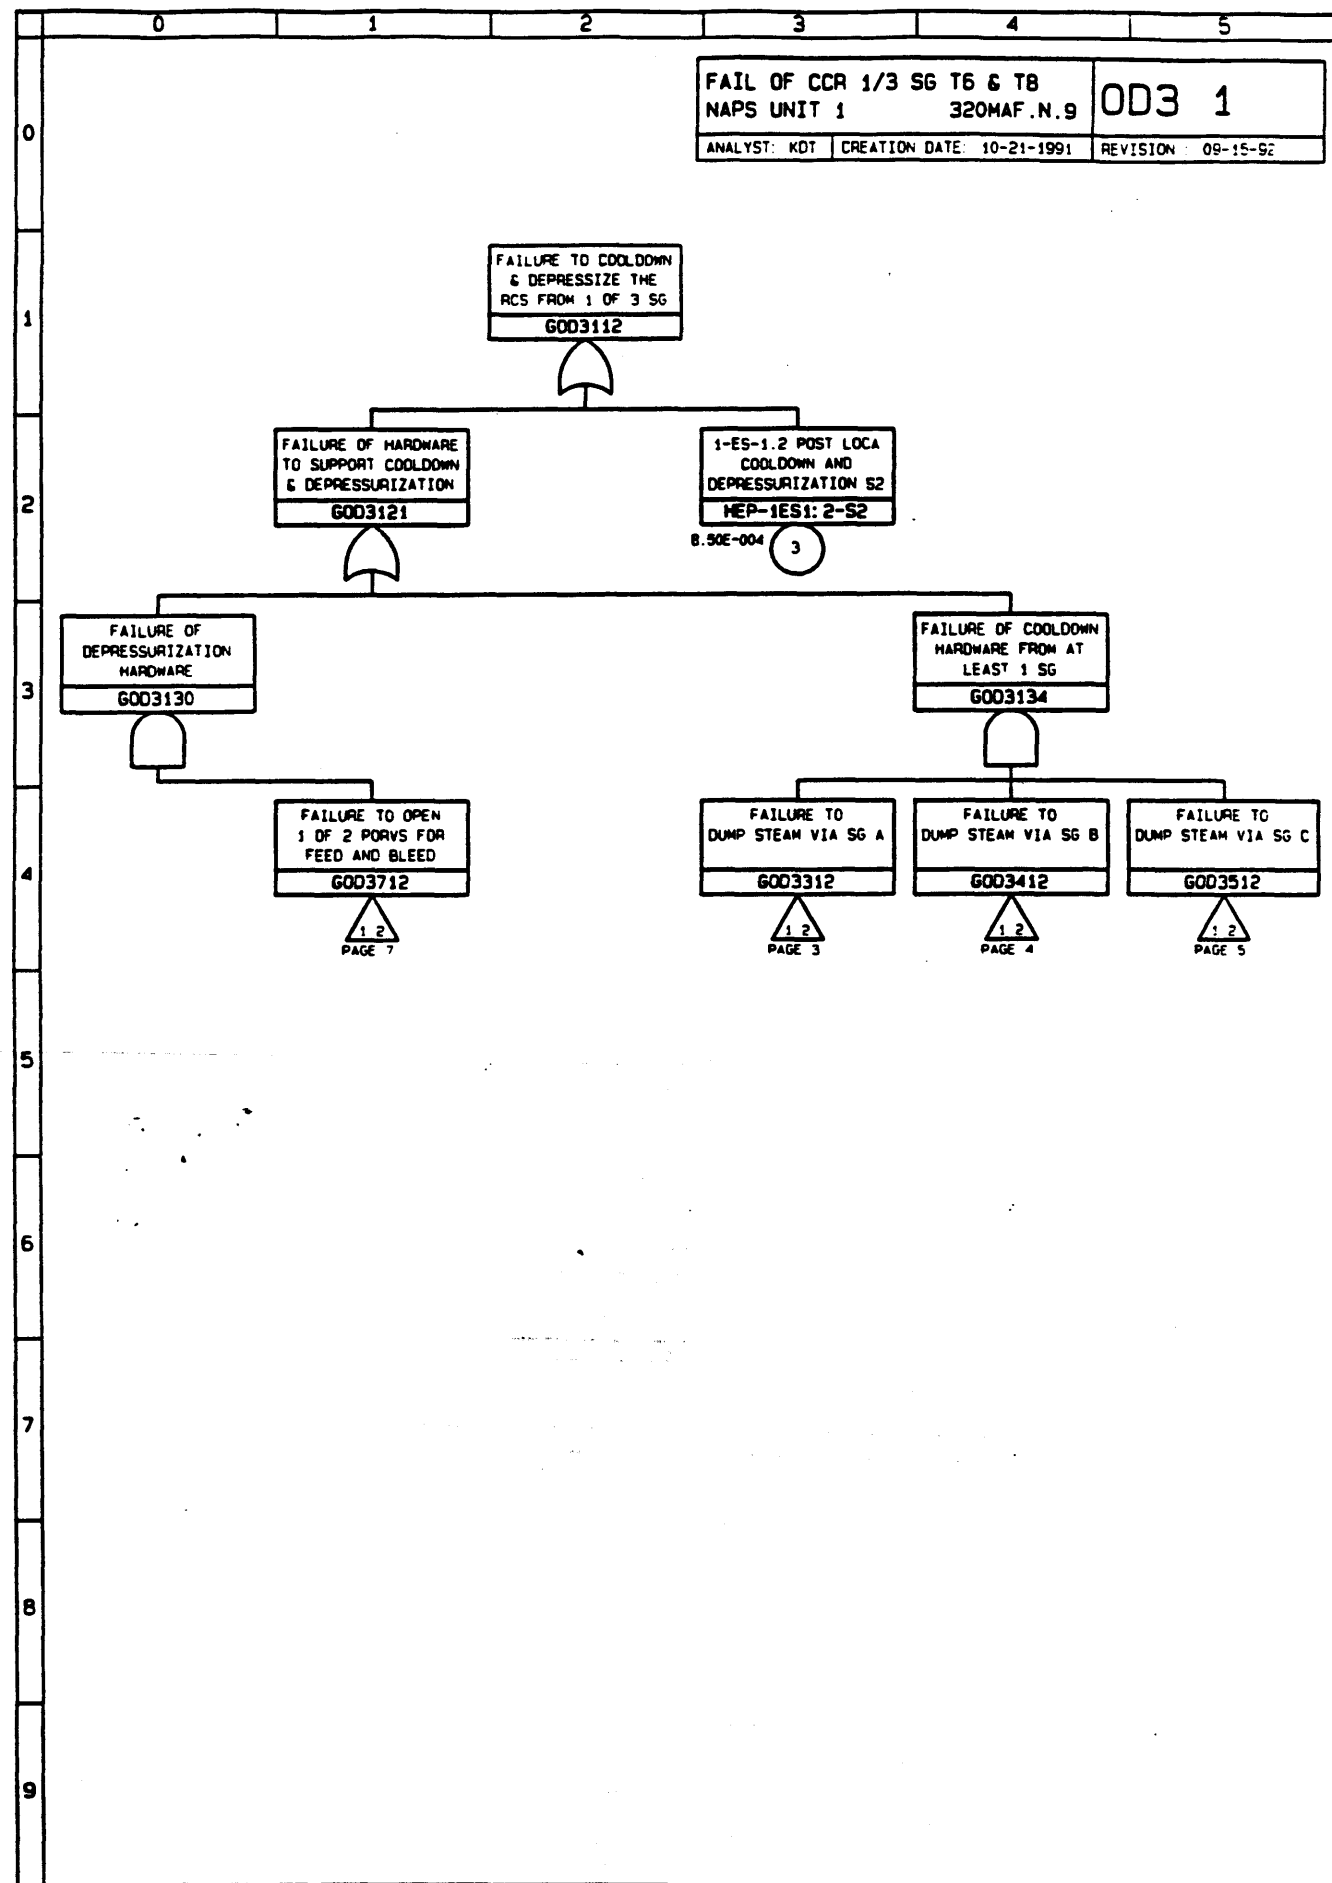 0 1 2 3 4 5
FAIL OF CCR 1/3 SG T6 & T8
NAPS UNIT 1 320MAF.N.9
OD3 1
ANALYST: KDT CREATION DATE: 10-21-1991 REVISION : 09-15-92
0
FAILURE TO COOLDOWN
& DEPRESSIZE THE
RCS FROM 1 OF 3 SG
GOD3112
1
FAILURE OF HARDWARE
TO SUPPORT COOLDOWN
& DEPRESSURIZATION
GOD3121
1-ES-1.2 POST LOCA
COOLDOWN AND
DEPRESSURIZATION S2
HEP-1ES1:2-S2
8.50E-004
3
2
FAILURE OF
DEPRESSURIZATION
HARDWARE
GOD3130
FAILURE OF COOLDOWN
HARDWARE FROM AT
LEAST 1 SG
GOD3134
3
FAILURE TO OPEN
1 OF 2 PORVS FOR
FEED AND BLEED
GOD3712
1 2
PAGE 7
FAILURE TO
DUMP STEAM VIA SG A
GOD3312
1 2
PAGE 3
FAILURE TO
DUMP STEAM VIA SG B
GOD3412
1 2
PAGE 4
FAILURE TO
DUMP STEAM VIA SG C
GOD3512
1 2
PAGE 5
4
5
6
7
8
9